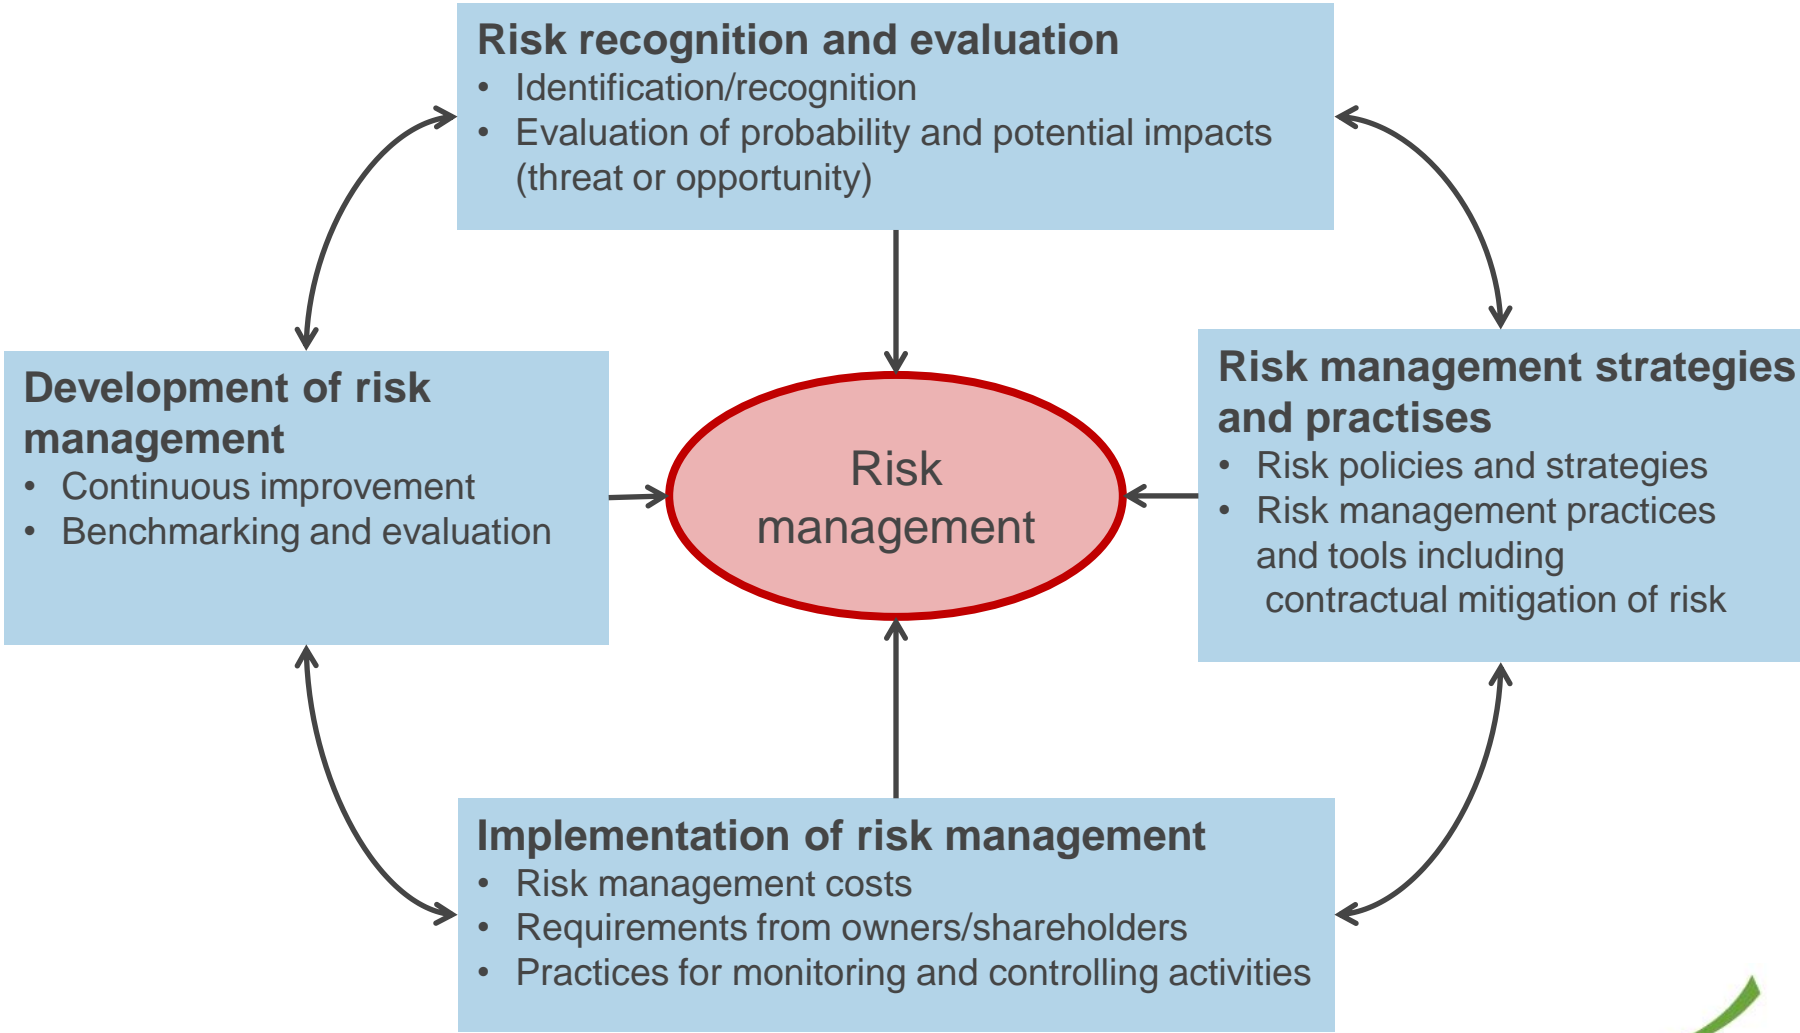 Risk recognition and evaluation
• Identification/recognition
• Evaluation of probability and potential impacts
(threat or opportunity)
Development of risk
management
• Continuous improvement
• Benchmarking and evaluation
Risk
management
Risk management strategies
and practises
• Risk policies and strategies
• Risk management practices
and tools including
contractual mitigation of risk
Implementation of risk management
• Risk management costs
• Requirements from owners/shareholders
• Practices for monitoring and controlling activities